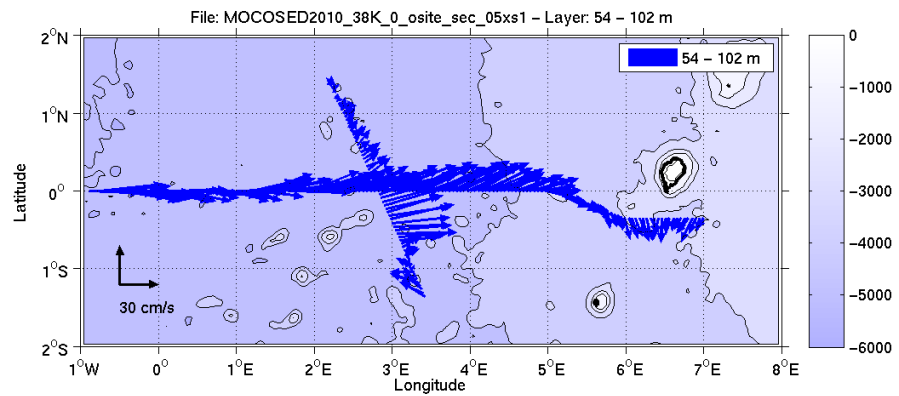 File: MOCOSED2010_38K_0_osite_sec_05xs1 – Layer: 54 – 102 m
2°N
1°N
0°
1°S
2°S
Latitude
54 – 102 m
30 cm/s
1°W
0°
1°E
2°E
3°E
4°E
5°E
6°E
7°E
8°E
Longitude
0
−1000
−2000
−3000
−4000
−5000
−6000